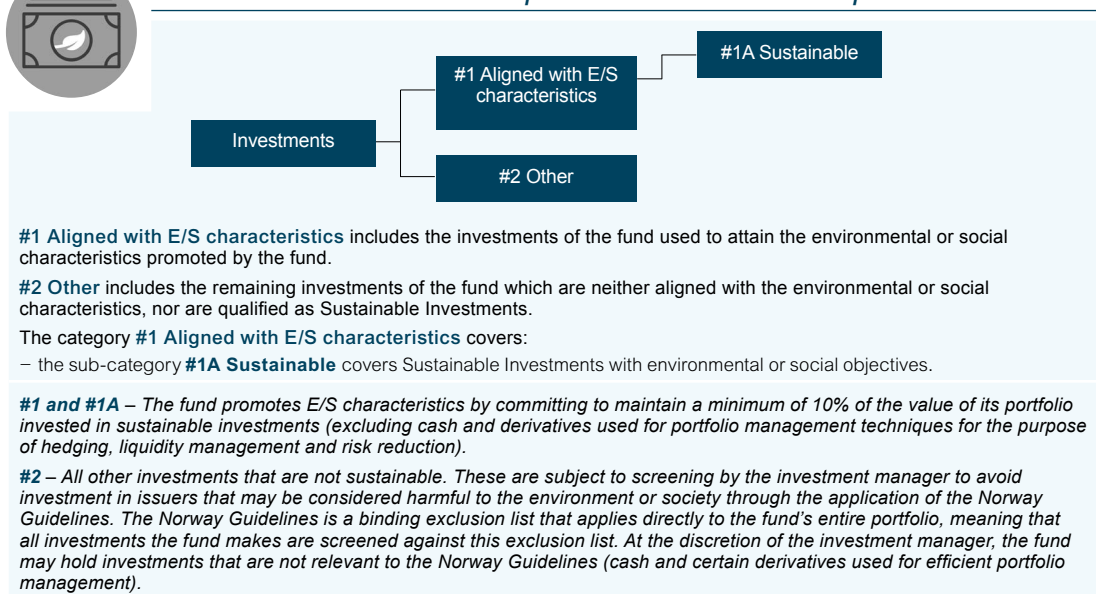 #1A Sustainable
#1 Aligned with E/S
characteristics
Investments
#2 Other
#1 Aligned with E/S characteristics includes the investments of the fund used to attain the environmental or social
characteristics promoted by the fund.
#2 Other includes the remaining investments of the fund which are neither aligned with the environmental or social
characteristics, nor are qualified as Sustainable Investments.
The category #1 Aligned with E/S characteristics covers:
– the sub-category #1A Sustainable covers Sustainable Investments with environmental or social objectives.
#1 and #1A – The fund promotes E/S characteristics by committing to maintain a minimum of 10% of the value of its portfolio
invested in sustainable investments (excluding cash and derivatives used for portfolio management techniques for the purpose
of hedging, liquidity management and risk reduction).
#2 – All other investments that are not sustainable. These are subject to screening by the investment manager to avoid
investment in issuers that may be considered harmful to the environment or society through the application of the Norway
Guidelines. The Norway Guidelines is a binding exclusion list that applies directly to the fund's entire portfolio, meaning that
all investments the fund makes are screened against this exclusion list. At the discretion of the investment manager, the fund
may hold investments that are not relevant to the Norway Guidelines (cash and certain derivatives used for efficient portfolio
management).